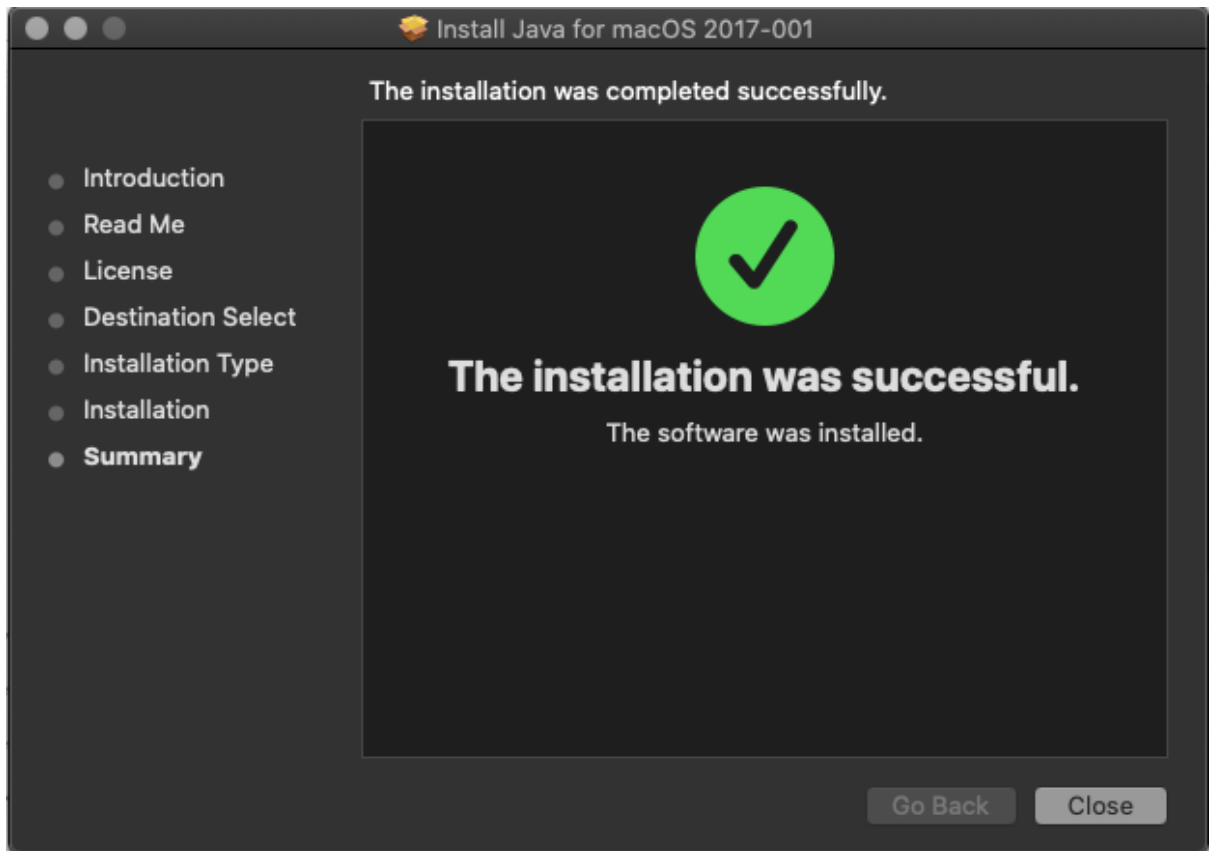 Install Java for macOS 2017-001
The installation was completed successfully.
Introduction
Read Me
License
Destination Select
Installation Type
Installation
Summary
The installation was successful.
The software was installed.
Go Back
Close